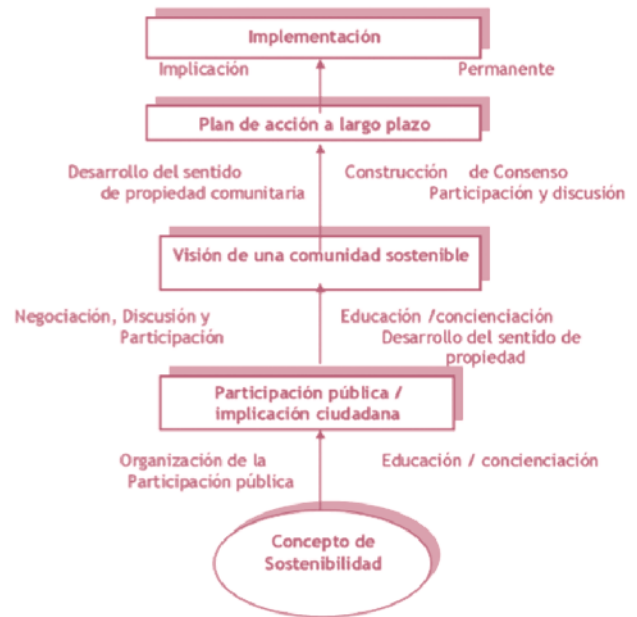 Implementación
Implicación
Permanente
Plan de acción a largo plazo
Desarrollo del sentido
de propiedad comunitaria
Construcción de Consenso
Participación y discusión
Visión de una comunidad sostenible
Negociación, Discusión y
Participación
Educación /concienciación
Desarrollo del sentido de
propiedad
Participación pública /
implicación ciudadana
Organización de la
Participación pública
Educación / concienciación
Concepto de
Sostenibilidad